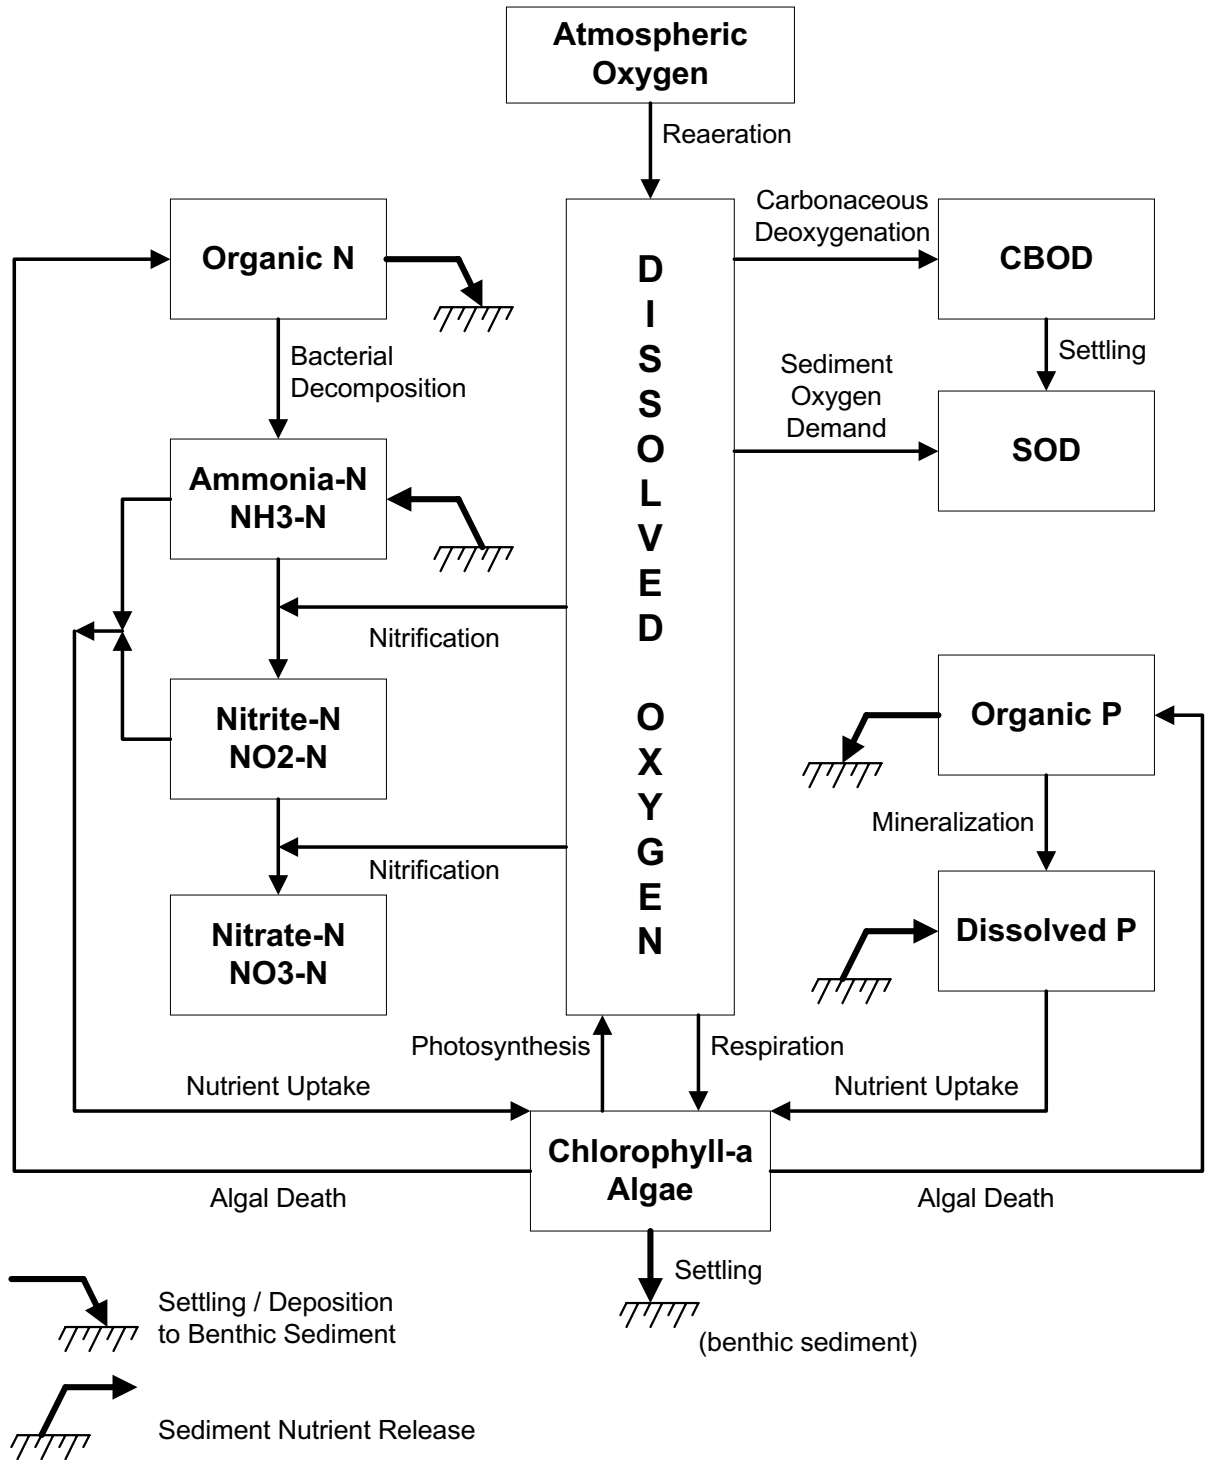 Atmospheric
Oxygen
Reaeration
Carbonaceous
Deoxygenation
Organic N
CBOD
DISSOLVED OXYGEN
Bacterial
Decomposition
Settling
Sediment
Oxygen
Demand
Ammonia-N
NH3-N
SOD
Nitrification
Nitrite-N
NO2-N
Organic P
Mineralization
Nitrification
Nitrate-N
NO3-N
Dissolved P
Photosynthesis
Respiration
Nutrient Uptake
Nutrient Uptake
Chlorophyll-a
Algae
Algal Death
Algal Death
Settling
(benthic sediment)
Settling / Deposition
to Benthic Sediment
Sediment Nutrient Release